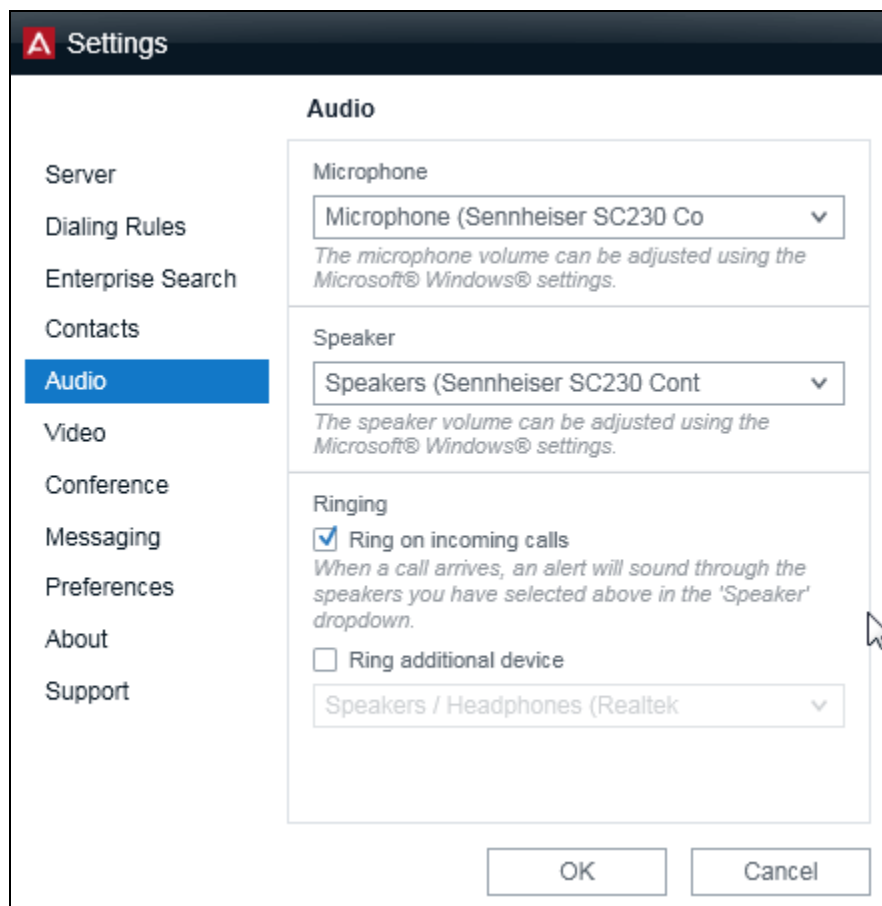 Settings
Audio
Server
Dialing Rules
Enterprise Search
Contacts
Audio
Video
Conference
Messaging
Preferences
About
Support
Microphone
Microphone (Sennheiser SC230 Co
The microphone volume can be adjusted using the
Microsoft® Windows® settings.
Speaker
Speakers (Sennheiser SC230 Cont
The speaker volume can be adjusted using the
Microsoft® Windows® settings.
Ringing
Ring on incoming calls
When a call arrives, an alert will sound through the
speakers you have selected above in the 'Speaker'
dropdown.
Ring additional device
Speakers / Headphones (Realtek
OK
Cancel